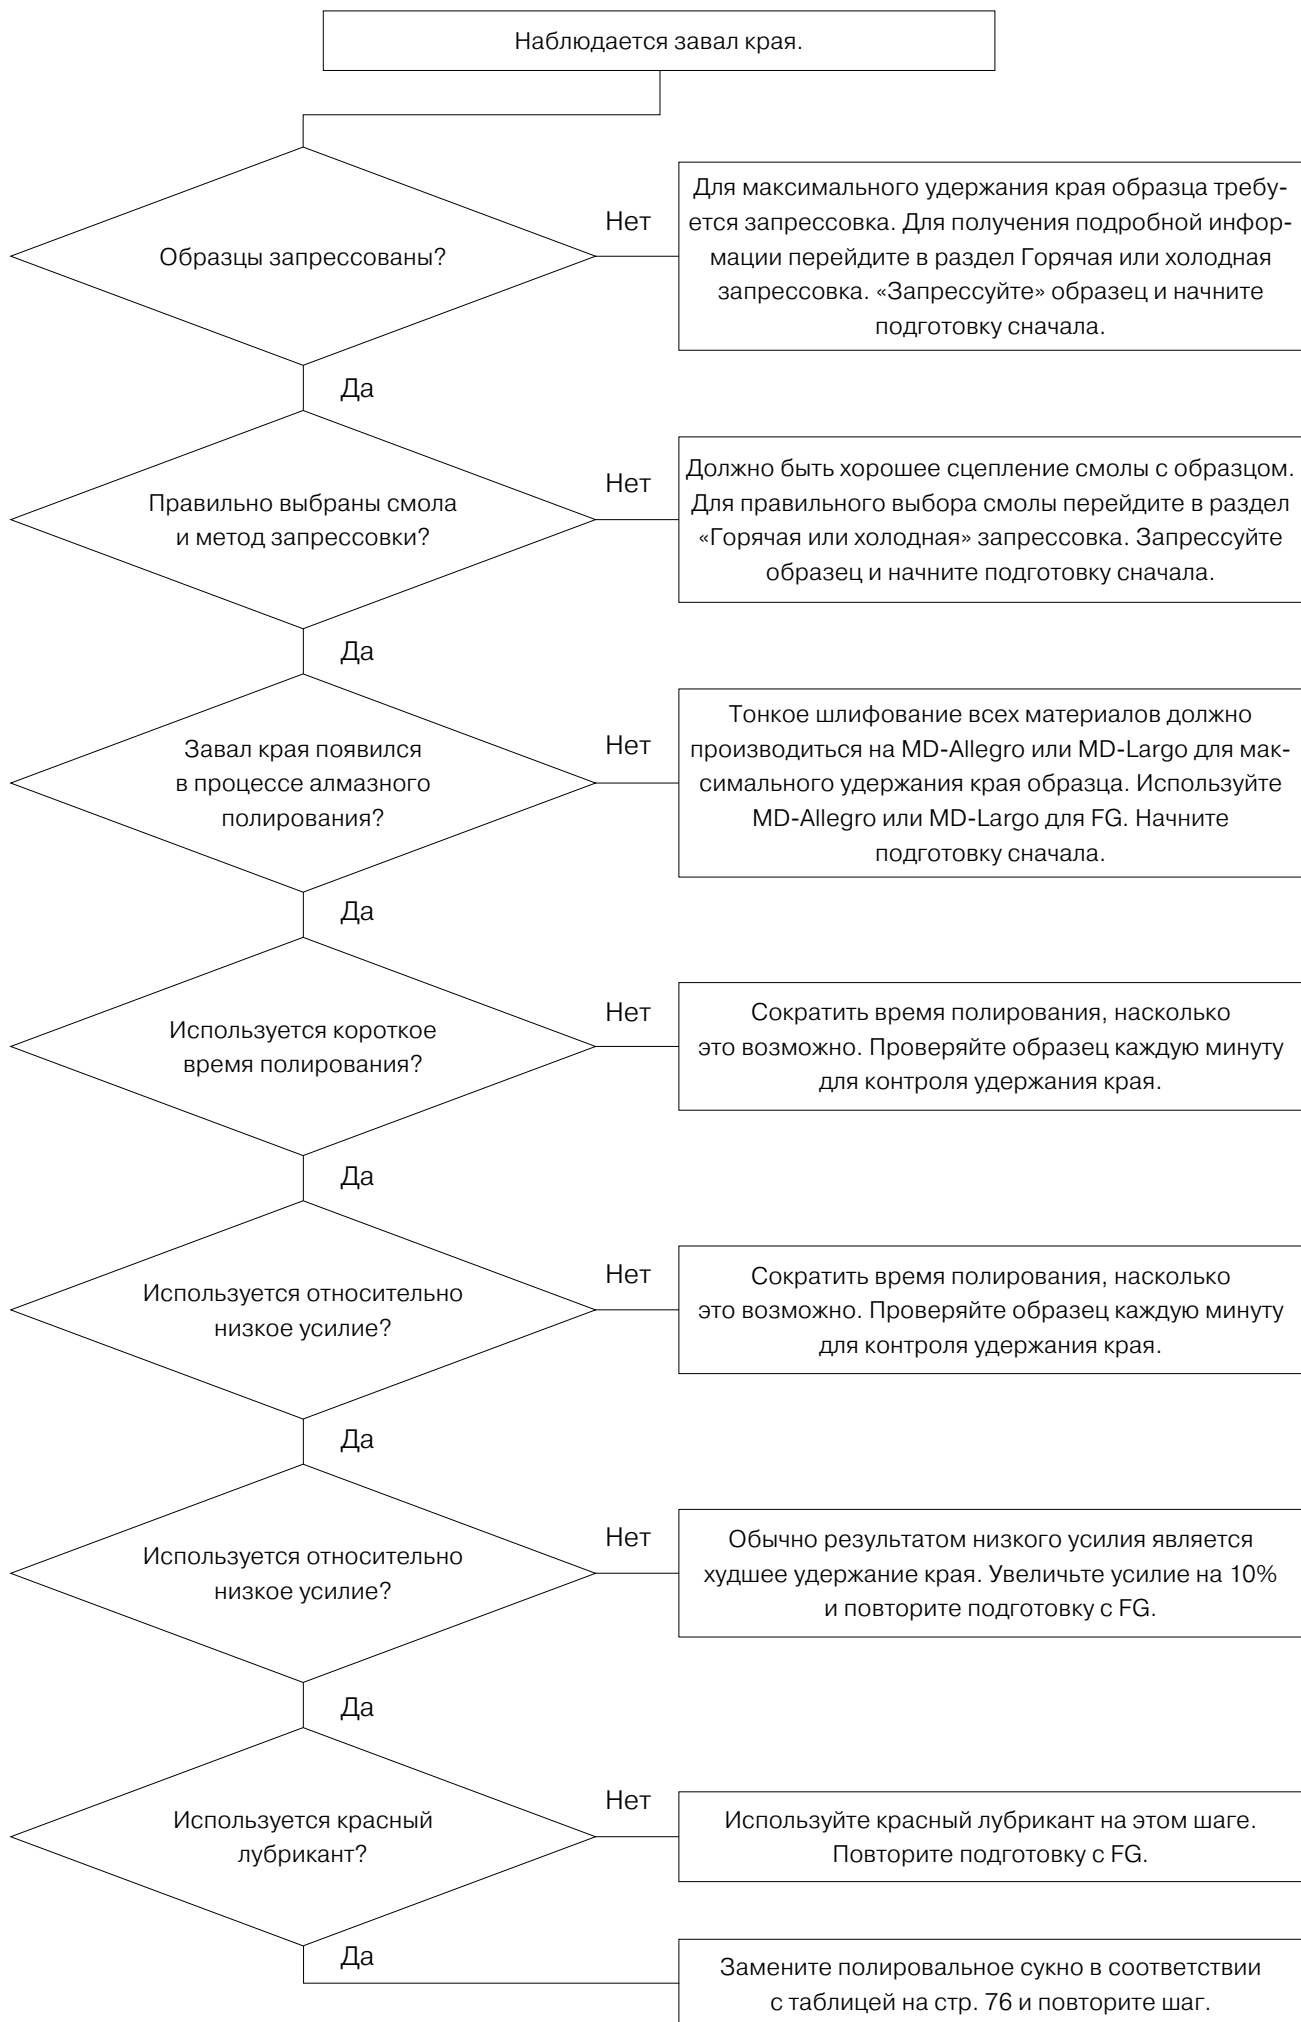 Наблюдается завал края.
Образцы запрессованы?
Нет
Для максимального удержания края образца требу-
ется запрессовка. Для получения подробной инфор-
мации перейдите в раздел Горячая или холодная
запрессовка. «Запрессуйте» образец и начните
подготовку сначала.
Да
Правильно выбраны смола
и метод запрессовки?
Нет
Должно быть хорошее сцепление смолы с образцом.
Для правильного выбора смолы перейдите в раздел
«Горячая или холодная» запрессовка. Запрессуйте
образец и начните подготовку сначала.
Да
Завал края появился
в процессе алмазного
полирования?
Нет
Тонкое шлифование всех материалов должно
производиться на MD-Allegro или MD-Largo для мак-
симального удержания края образца. Используйте
MD-Allegro или MD-Largo для FG. Начните
подготовку сначала.
Да
Используется короткое
время полирования?
Нет
Сократить время полирования, насколько
это возможно. Проверяйте образец каждую минуту
для контроля удержания края.
Да
Используется относительно
низкое усилие?
Нет
Сократить время полирования, насколько
это возможно. Проверяйте образец каждую минуту
для контроля удержания края.
Да
Используется относительно
низкое усилие?
Нет
Обычно результатом низкого усилия является
худшее удержание края. Увеличьте усилие на 10%
и повторите подготовку с FG.
Да
Используется красный
лубрикант?
Нет
Используйте красный лубрикант на этом шаге.
Повторите подготовку с FG.
Да
Замените полировальное сукно в соответствии
с таблицей на стр. 76 и повторите шаг.